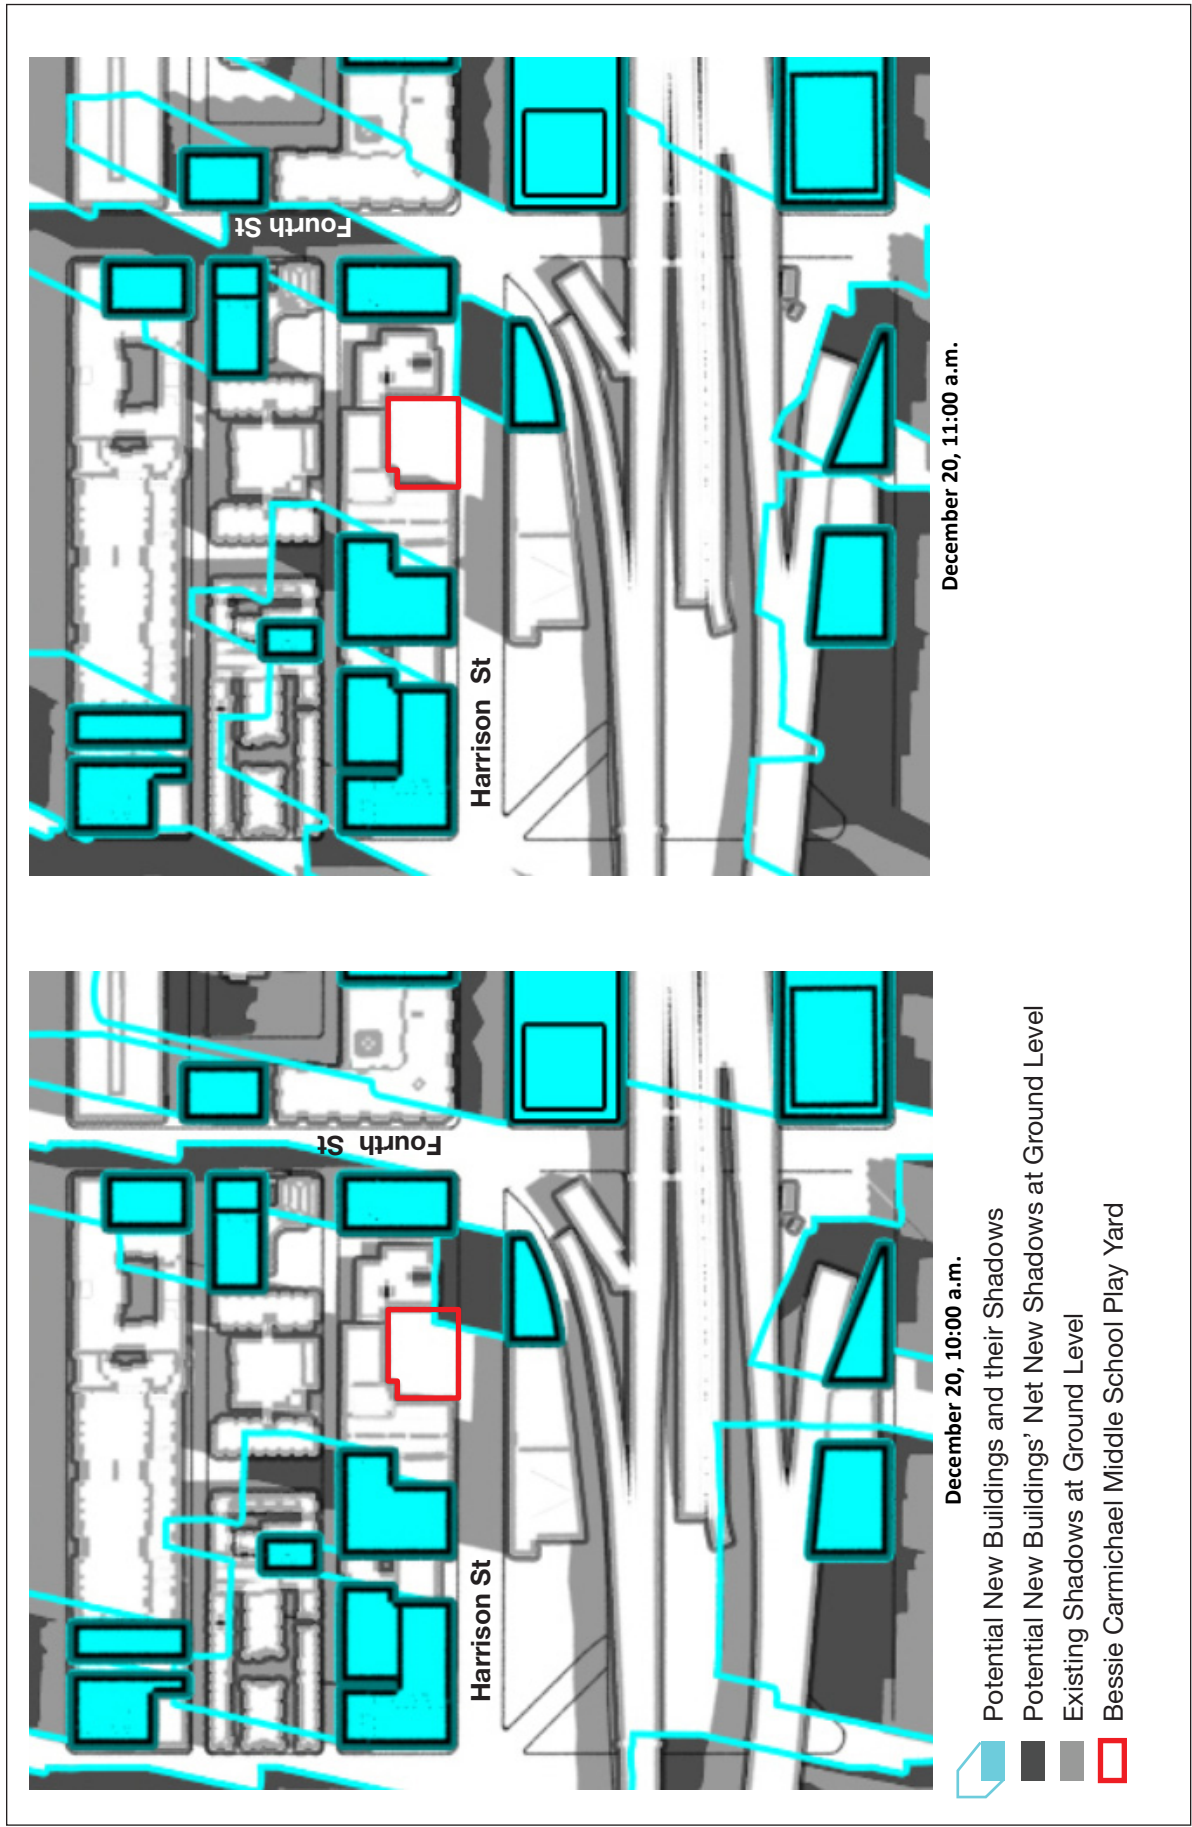 Fourth St
Harrison St
December 20, 10:00 a.m.
Fourth St
Harrison St
December 20, 11:00 a.m.
Potential New Buildings and their Shadows
Potential New Buildings' Net New Shadows at Ground Level
Existing Shadows at Ground Level
Bessie Carmichael Middle School Play Yard